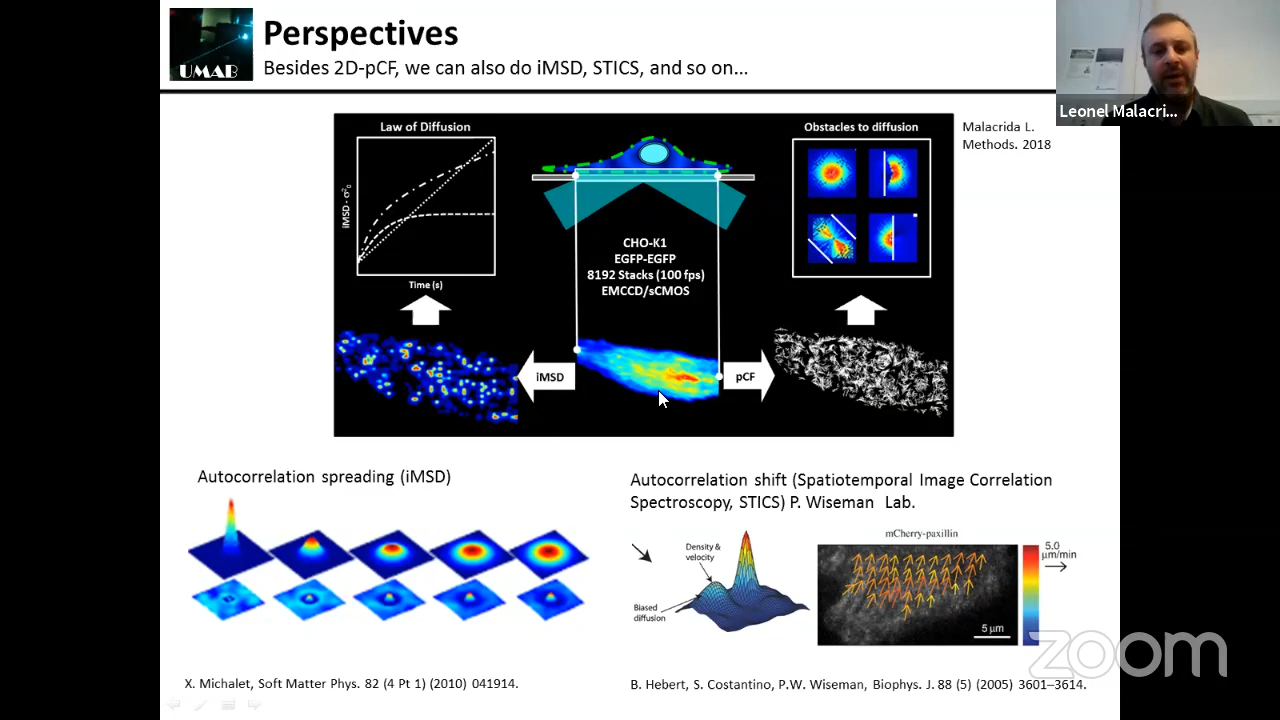 UMAB
Perspectives
Besides 2D-pCF, we can also do iMSD, STICS, and so on...
Leonel Malacri...
Law of Diffusion
iMSD · σ²₀
Time (s)
CHO-K1
EGFP-EGFP
8192 Stacks (100 fps)
EMCCD/sCMOS
Obstacles to diffusion
Malacrida L.
Methods. 2018
iMSD
pCF
Autocorrelation spreading (iMSD)
Autocorrelation shift (Spatiotemporal Image Correlation
Spectroscopy, STICS) P. Wiseman Lab.
Density &
velocity
Biased
diffusion
mCherry-paxillin
5.0
μm/min
5 μm
zoom
X. Michalet, Soft Matter Phys. 82 (4 Pt 1) (2010) 041914.
B. Hebert, S. Costantino, P.W. Wiseman, Biophys. J. 88 (5) (2005) 3601–3614.